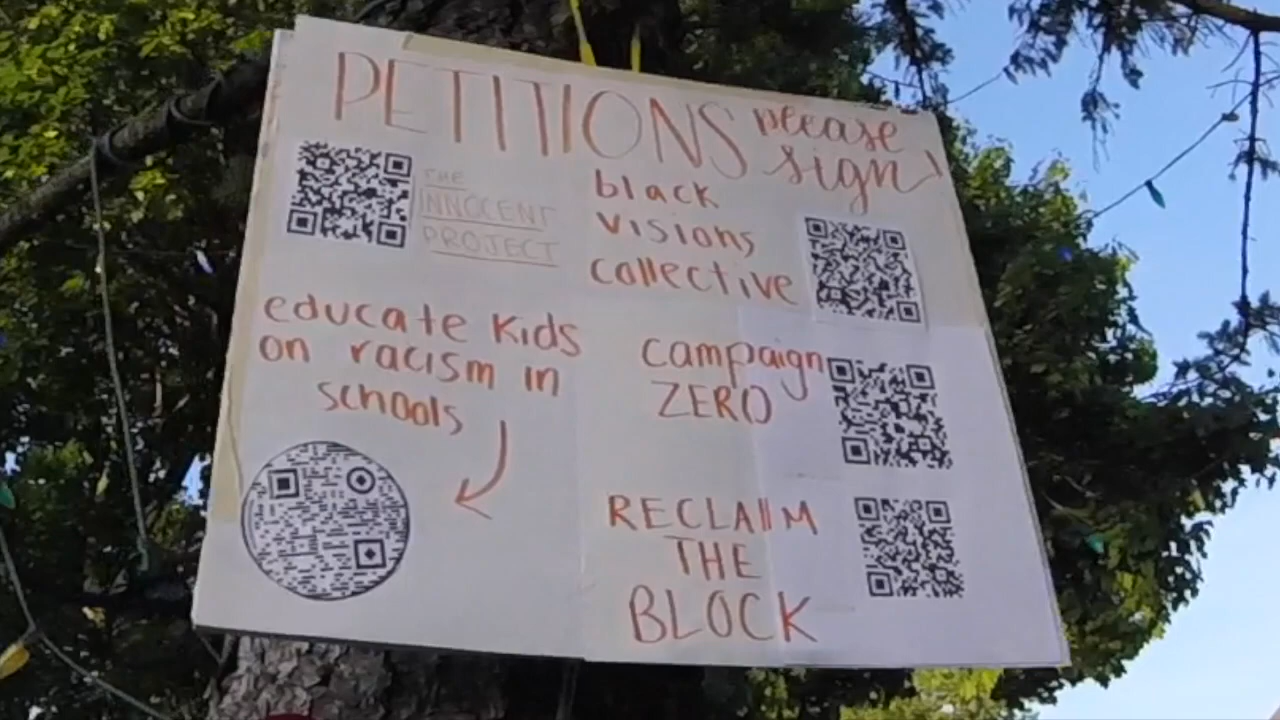 PETITIONS please sign!
THE
INNOCENT
PROJECT
black
visions
collective
educate kids
on racism in
schools
campaign
ZERO
RECLAIM
THE
BLOCK